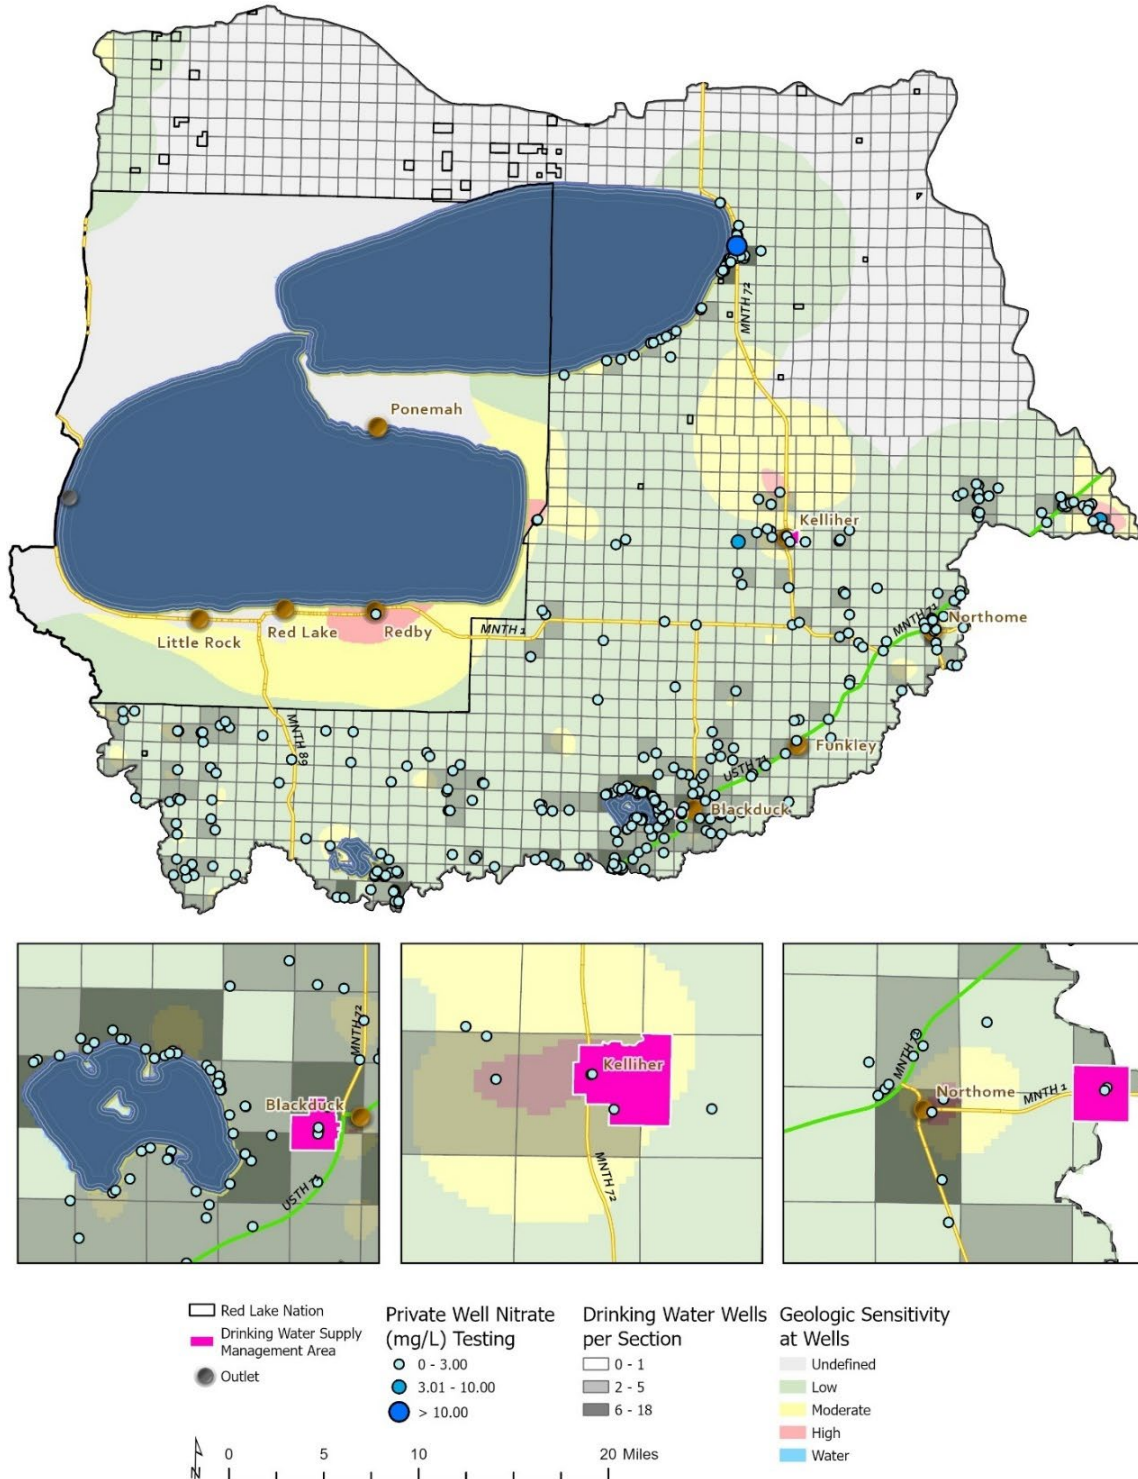 MNTH 72
Ponemah
Kelliher
Little Rock
Red Lake
Redby
MNTH 1
MNTH 71
Northome
MNTH 89
USTH 71
Funkley
Blackduck
MNTH 72
Blackduck
USTH 71
Kelliher
MNTH 72
MNTH 72
Northome
MNTH 1
Red Lake Nation
Drinking Water Supply
Management Area
Outlet
Private Well Nitrate
(mg/L) Testing
0 - 3.00
3.01 - 10.00
> 10.00
Drinking Water Wells
per Section
0 - 1
2 - 5
6 - 18
Geologic Sensitivity
at Wells
Undefined
Low
Moderate
High
Water
N
0 5 10 20 Miles